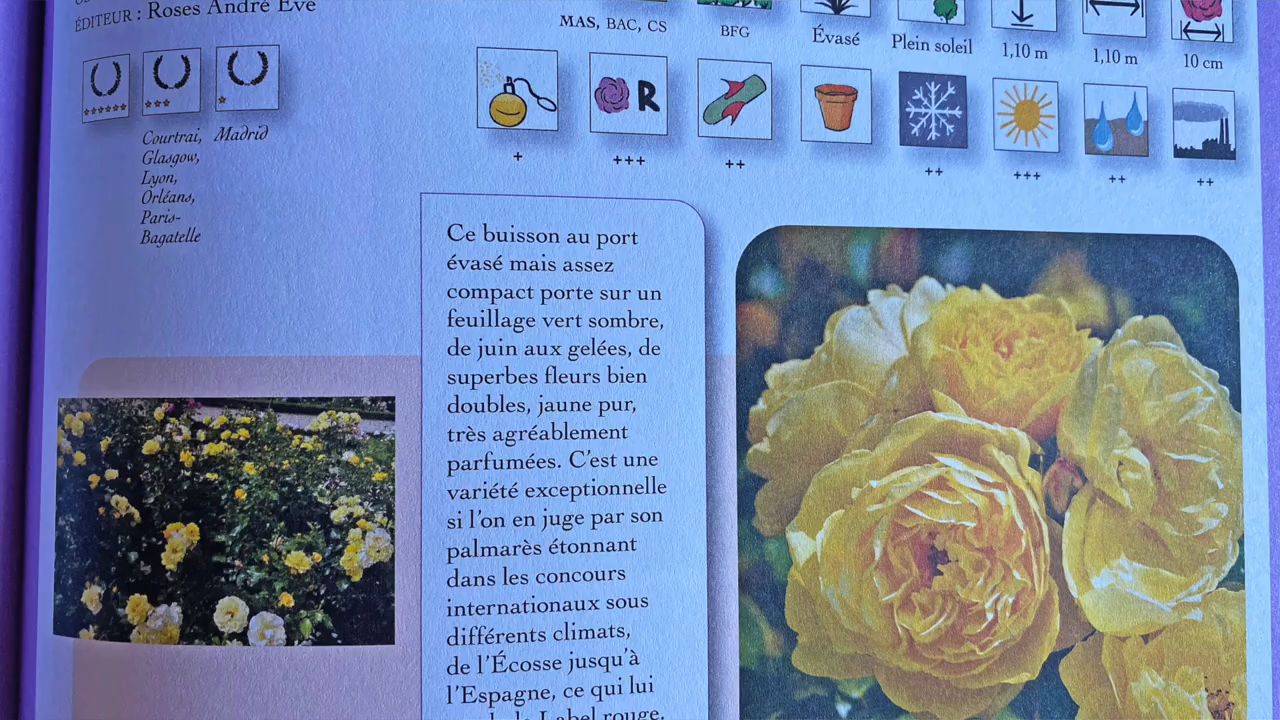 ÉDITEUR : Roses André Eve
MAS, BAC, CS
BFG
Évasé
Plein soleil
1,10 m
1,10 m
10 cm
R
+
+++
++
++
+++
++
++
Courtrai,
Glasgow,
Lyon,
Orléans,
Paris-
Bagatelle
Madrid
Ce buisson au port
évasé mais assez
compact porte sur un
feuillage vert sombre,
de juin aux gelées, de
superbes fleurs bien
doubles, jaune pur,
très agréablement
parfumées. C'est une
variété exceptionnelle
si l'on en juge par son
palmarès étonnant
dans les concours
internationaux sous
différents climats,
de l'Écosse jusqu'à
l'Espagne, ce qui lui
Label rouge.